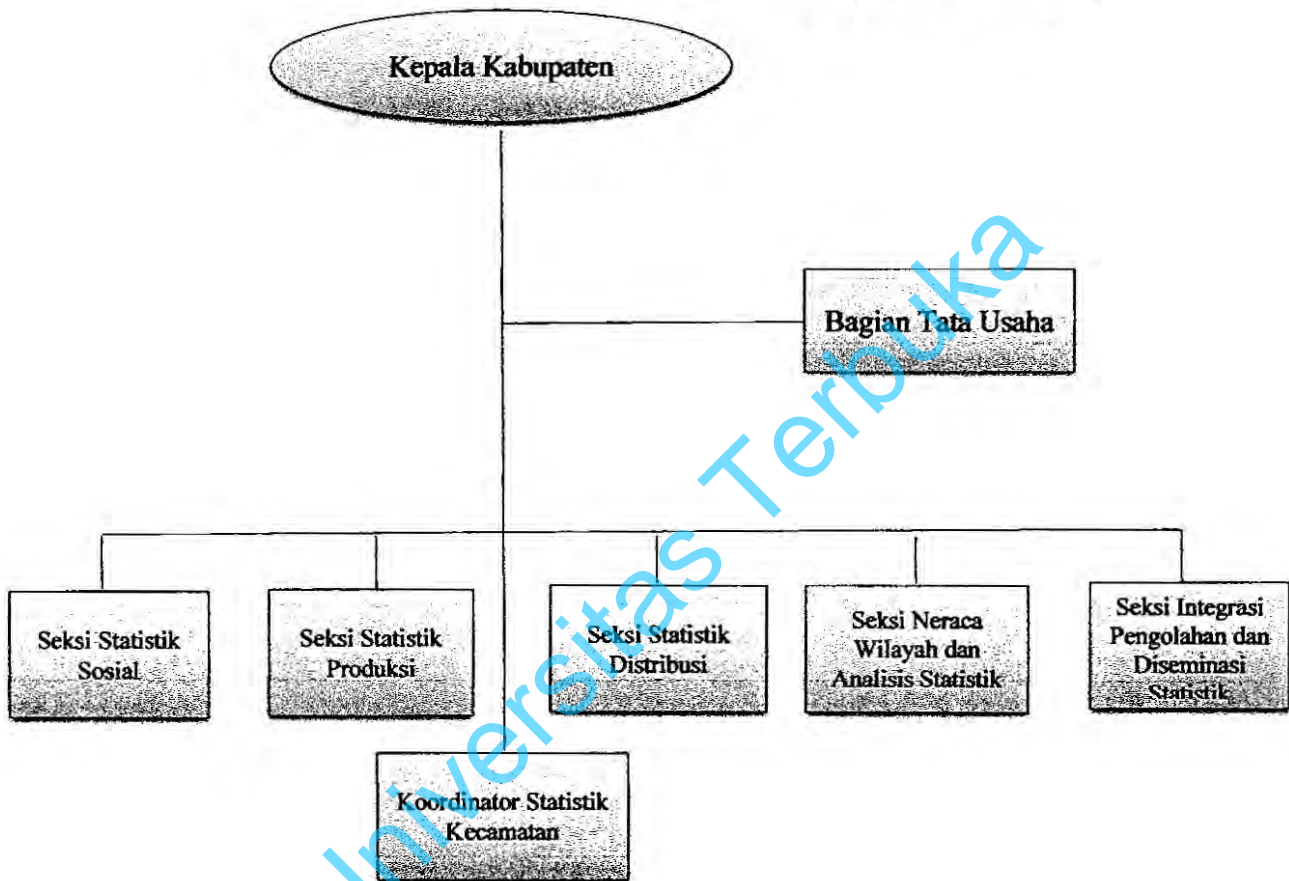 Kepala Kabupaten
Bagian Tata Usaha
Seksi Statistik
Sosial
Seksi Statistik
Produksi
Seksi Statistik
Distribusi
Seksi Neraca
Wilayah dan
Analisis Statistik
Seksi Integrasi
Pengolahan dan
Diseminasi
Statistik
Koordinator Statistik
Kecamatan
Universitas Terbuka